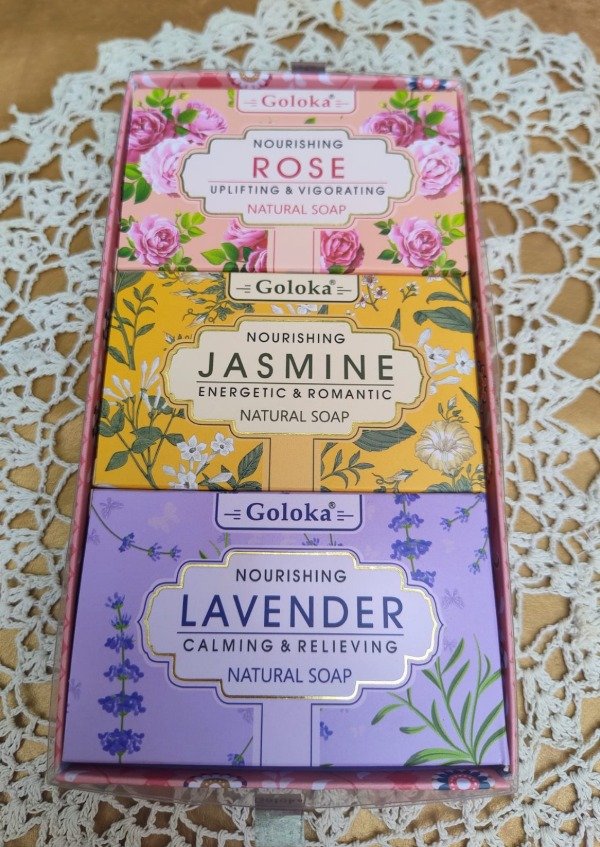 Goloka®
NOURISHING
ROSE
UPLIFTING & VIGORATING
NATURAL SOAP
Goloka®
NOURISHING
JASMINE
ENERGETIC & ROMANTIC
NATURAL SOAP
Goloka®
NOURISHING
LAVENDER
CALMING & RELIEVING
NATURAL SOAP